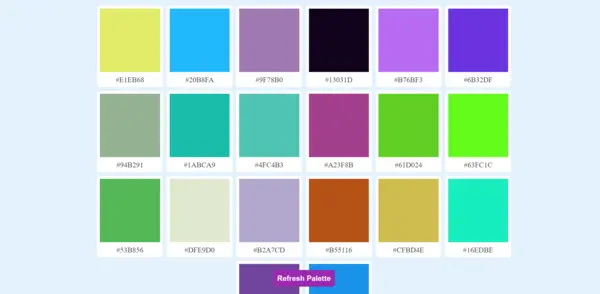 #E1EB68 #20B8FA #9F78B0 #13031D #B76BF3 #6B32DF
#94B291 #1ABCA9 #4FC4B3 #A23F8B #61D024 #63FC1C
#53B856 #DFE9D0 #B2A7CD #B55116 #CFBD4E #16EDBE
Refresh Palette